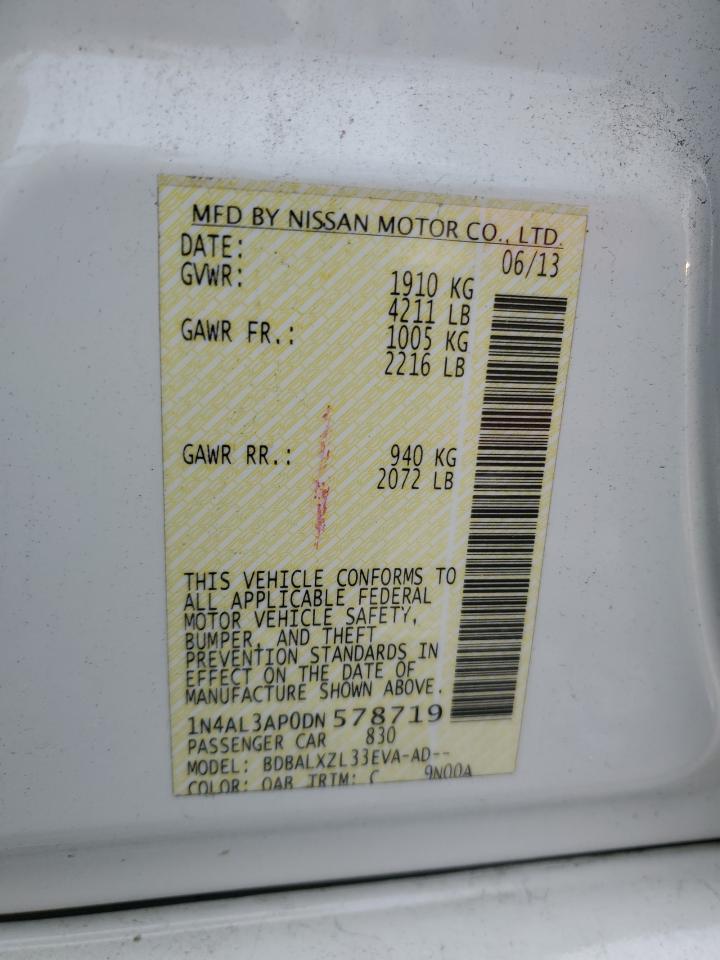 MFD BY NISSAN MOTOR CO., LTD.
DATE: 06/13
GVWR: 1910 KG
4211 LB
GAWR FR.: 1005 KG
2216 LB
GAWR RR.: 940 KG
2072 LB
THIS VEHICLE CONFORMS TO
ALL APPLICABLE FEDERAL
MOTOR VEHICLE SAFETY,
BUMPER, AND THEFT
PREVENTION STANDARDS IN
EFFECT ON THE DATE OF
MANUFACTURE SHOWN ABOVE.
1N4AL3AP0DN 578719
PASSENGER CAR 830
MODEL: BDBALXZL33EVA-AD--
COLOR: QAB TRIM: C 9N00A